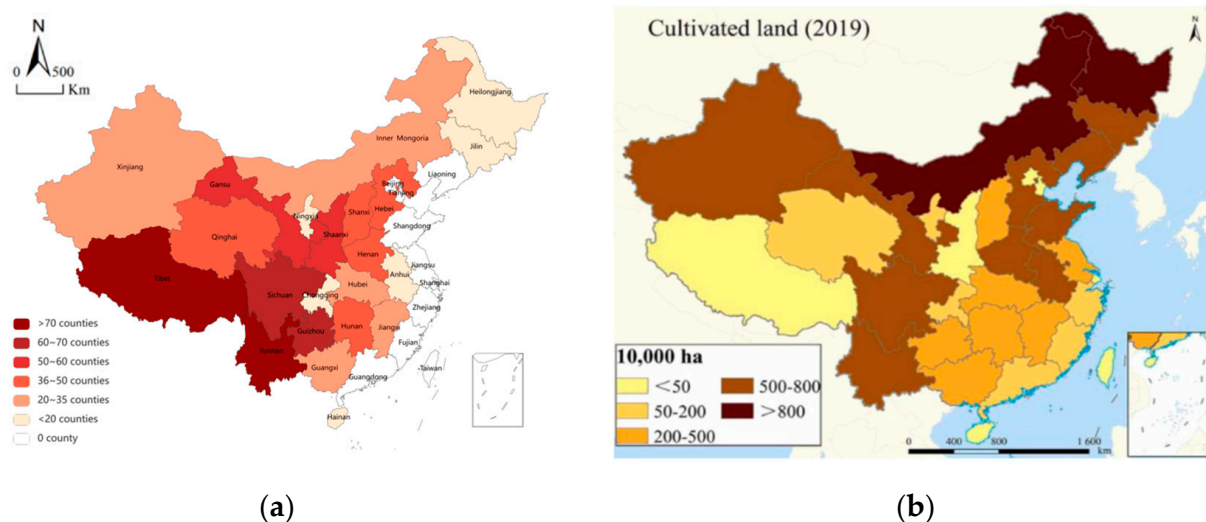 N
0 500
Km
Heilongjiang
Jilin
Inner Mongoria
Liaoning
Xinjiang
Gansu
Beijing
Tianjing
Ningxia
Shanxi
Hebei
Shangdong
Qinghai
Shaanxi
Henan
Jiangsu
Anhui
Shanghai
Tibet
Sichuan
Chongqing
Hubei
Zhejiang
Guizhou
Hunan
Jiangxi
Fujian
Yunnan
Guangxi
Guangdong
Taiwan
Hainan
>70 counties
60~70 counties
50~60 counties
36~50 counties
20~35 counties
<20 counties
0 county
(a)
Cultivated land (2019)
N
10,000 ha
<50
500-800
50-200
>800
200-500
0 400 800 1 600
km
(b)